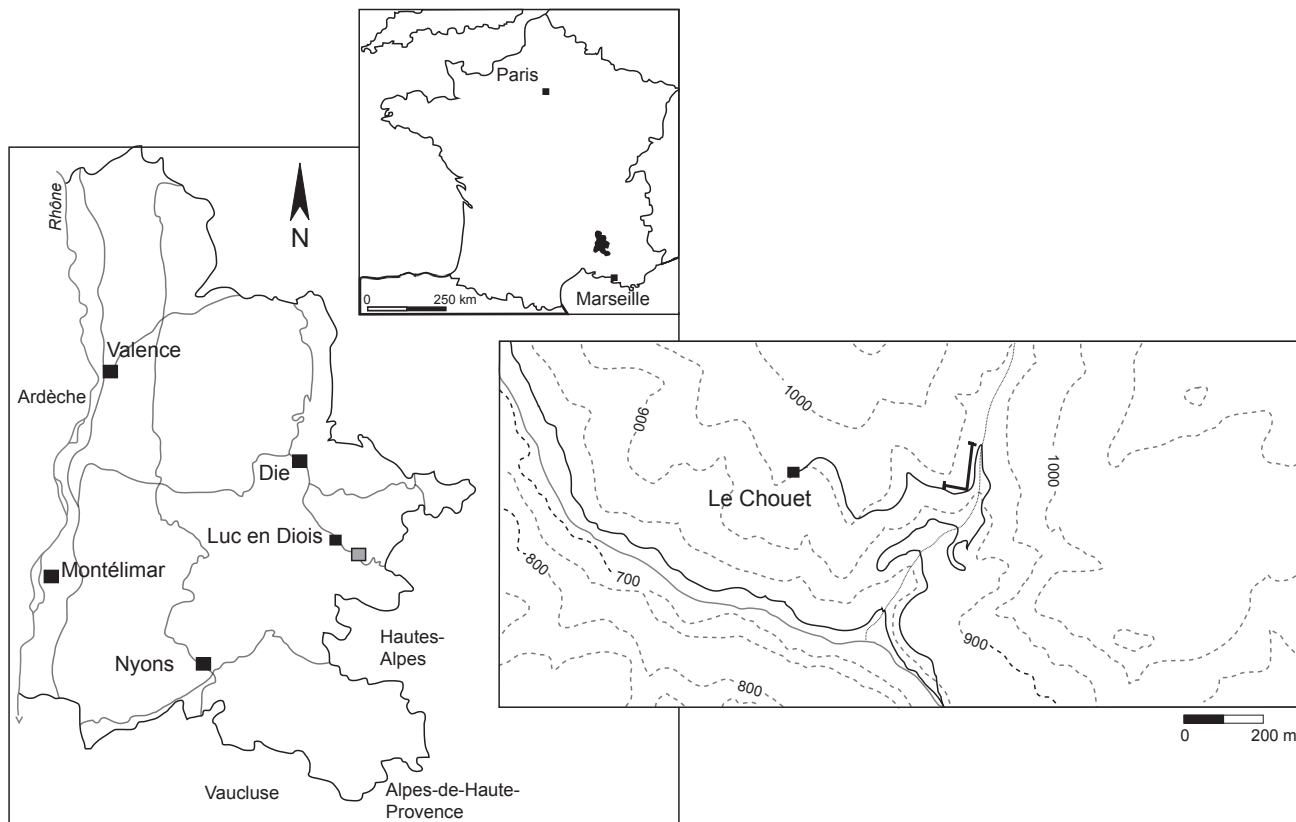 Paris
Marseille
0 250 km
Rhône
N
Valence
Ardèche
Die
Luc en Diois
Montélimar
Nyons
Hautes-
Alpes
Vaucluse
Alpes-de-Haute-
Provence
1000
900
1000
Le Chouet
800
700
900
800
0 200 m